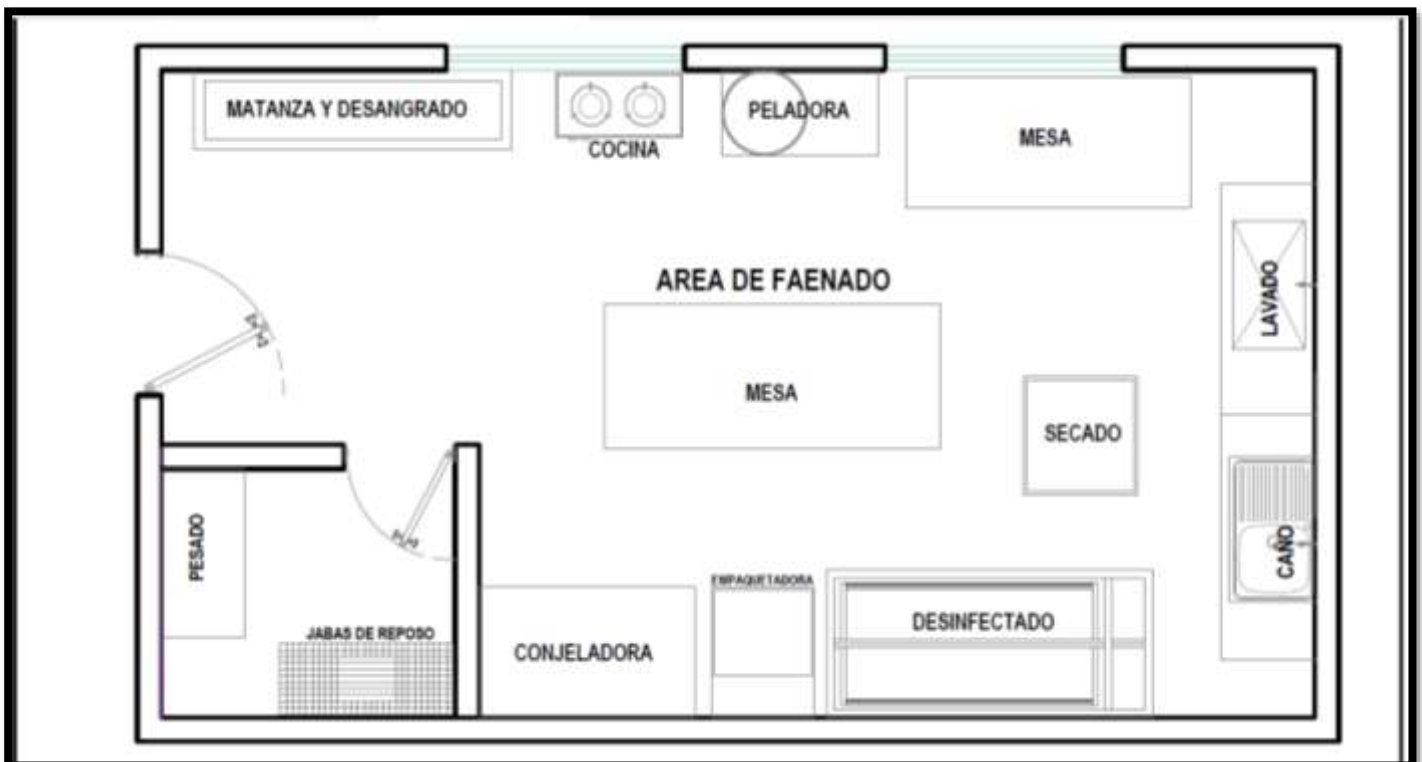 MATANZA Y DESANGRADO
COCINA
PELADORA
MESA
LAVADO
AREA DE FAENADO
MESA
SECADO
CAÑO
PESADO
JABAS DE REPOSO
CONJELADORA
EMPAQUETADORA
DESINFECTADO